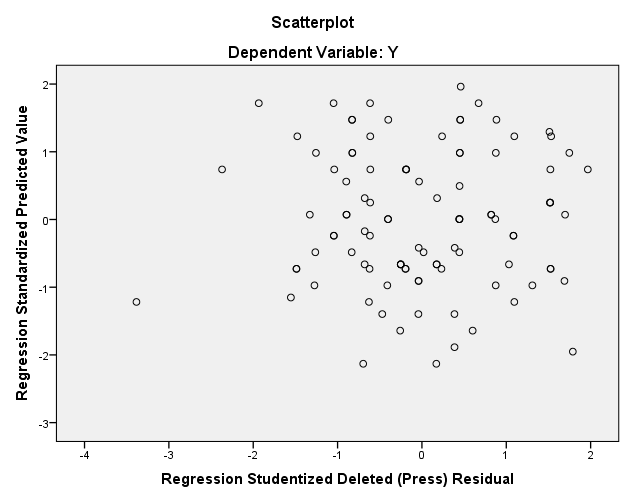 Scatterplot
Dependent Variable: Y
Regression Standardized Predicted Value
2
1
0
-1
-2
-3
-4 -3 -2 -1 0 1 2
Regression Studentized Deleted (Press) Residual